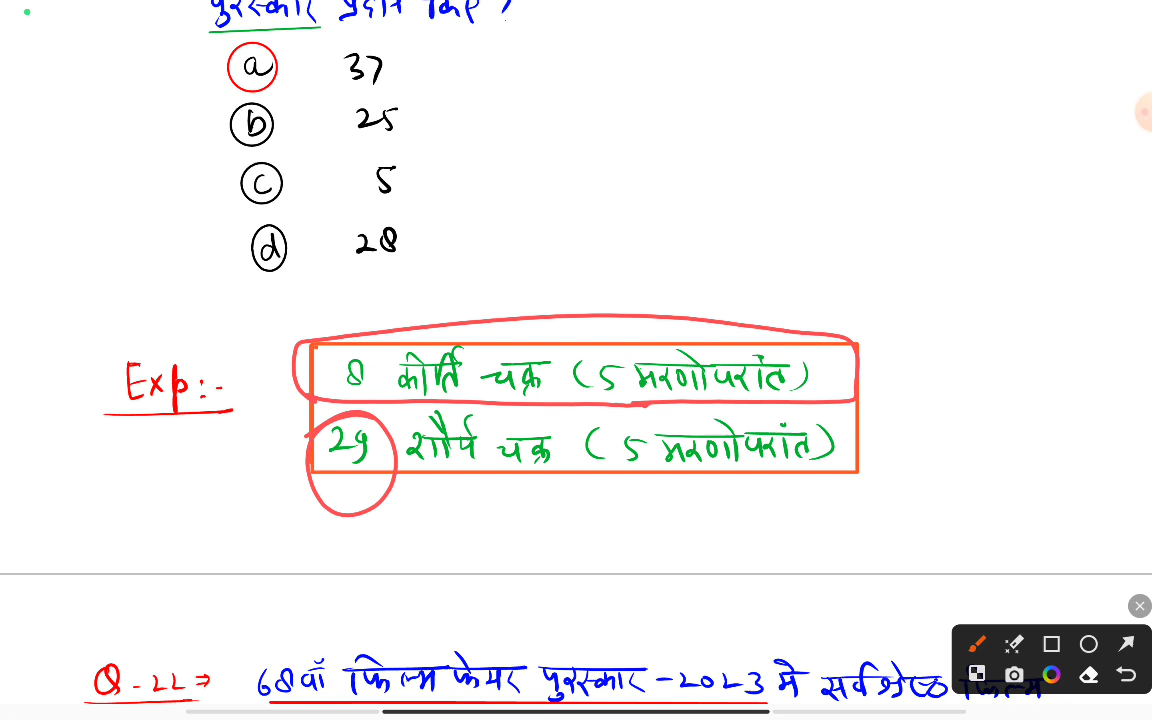 पुरस्कार प्रदान किए ?
a 37
b 25
c 5
d 28
Exp:-
8 कीर्ति चक्र (5 मरणोपरांत)
29 शौर्य चक्र (5 मरणोपरांत)
Q-22⇒ 68वाँ फिल्म फेयर पुरस्कार-2023 मे सर्वश्रेष्ठ फिल्म